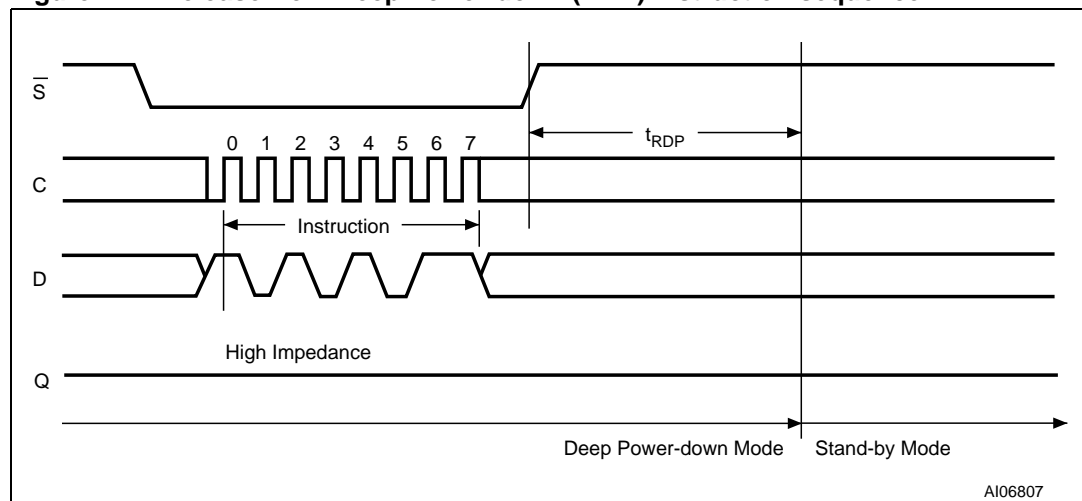 S
0 1 2 3 4 5 6 7
tRDP
C
Instruction
D
High Impedance
Q
Deep Power-down Mode Stand-by Mode
AI06807